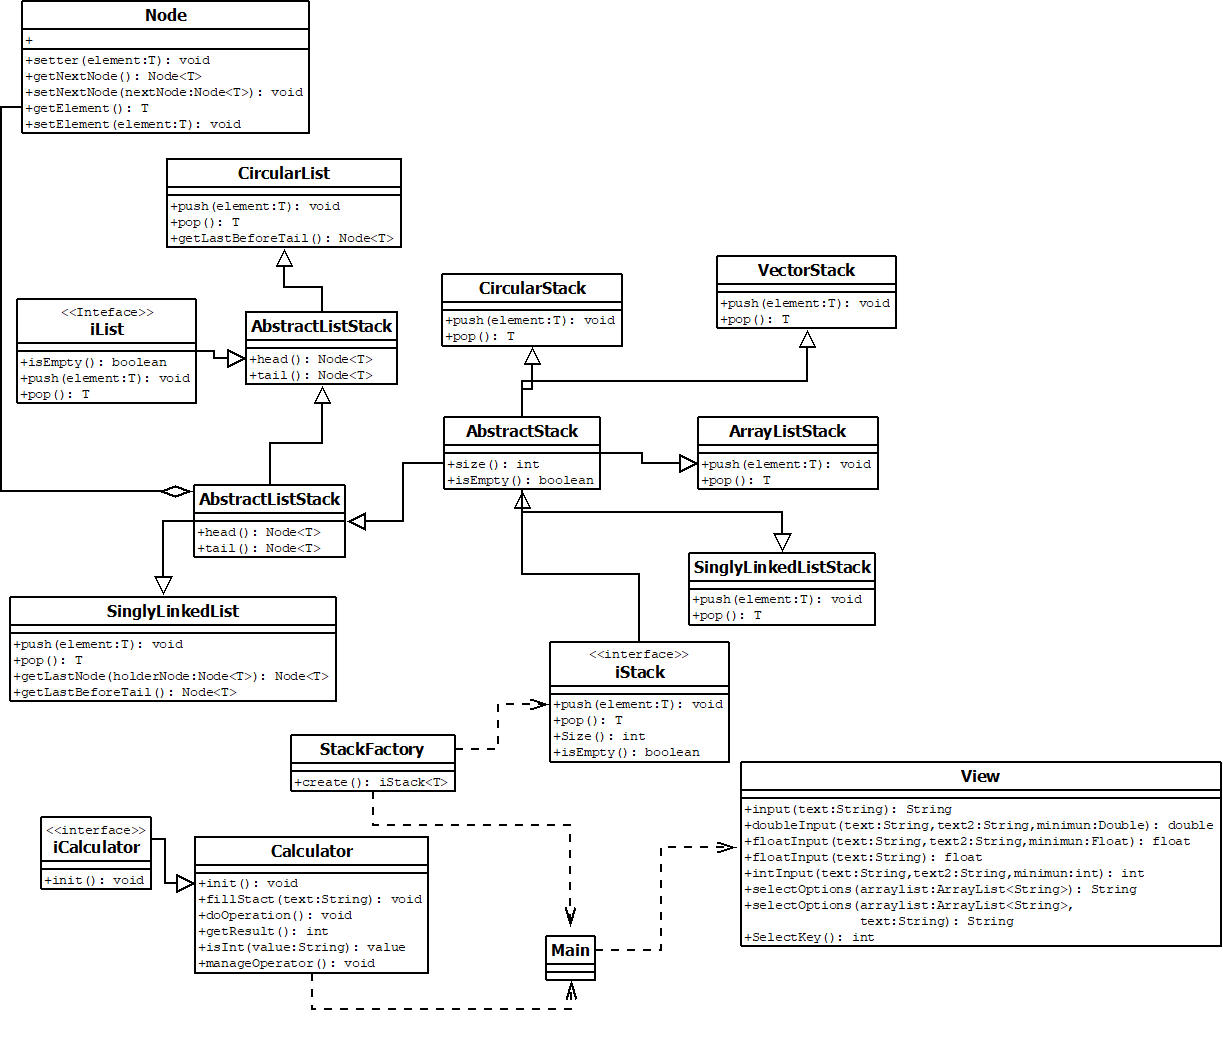 Node
+
+setter(element:T): void
+getNextNode(): Node<T>
+setNextNode(nextNode:Node<T>): void
+getElement(): T
+setElement(element:T): void
CircularList
+push(element:T): void
+pop(): T
+getLastBeforeTail(): Node<T>
<<Inteface>>
iList
+isEmpty(): boolean
+push(element:T): void
+pop(): T
AbstractListStack
+head(): Node<T>
+tail(): Node<T>
CircularStack
+push(element:T): void
+pop(): T
VectorStack
+push(element:T): void
+pop(): T
AbstractStack
+size(): int
+isEmpty(): boolean
ArrayListStack
+push(element:T): void
+pop(): T
AbstractListStack
+head(): Node<T>
+tail(): Node<T>
SinglyLinkedListStack
+push(element:T): void
+pop(): T
SinglyLinkedList
+push(element:T): void
+pop(): T
+getLastNode(holderNode:Node<T>): Node<T>
+getLastBeforeTail(): Node<T>
<<interface>>
iStack
+push(element:T): void
+pop(): T
+Size(): int
+isEmpty(): boolean
StackFactory
+create(): iStack<T>
View
+input(text:String): String
+doubleInput(text:String,text2:String,minimun:Double): double
+floatInput(text:String,text2:String,minimun:Float): float
+floatInput(text:String): float
+intInput(text:String,text2:String,minimun:int): int
+selectOptions(arraylist:ArrayList<String>): String
+selectOptions(arraylist:ArrayList<String>,
text:String): String
+SelectKey(): int
<<interface>>
iCalculator
+init(): void
Calculator
+init(): void
+fillStact(text:String): void
+doOperation(): void
+getResult(): int
+isInt(value:String): value
+manageOperator(): void
Main